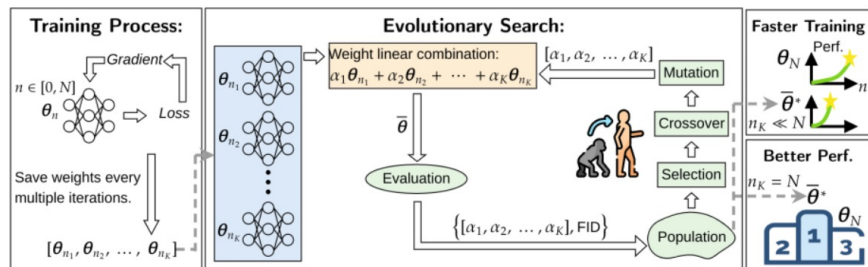 Training Process:
Gradient
n ∈ [0, N]
θₙ
Loss
Save weights every
multiple iterations.
[θₙ₁, θₙ₂, … , θₙK]
Evolutionary Search:
θₙ₁
θₙ₂
θₙK
Weight linear combination:
α₁θₙ₁ + α₂θₙ₂ + ⋯ + αKθₙK
[α₁, α₂, … , αK]
Mutation
Crossover
Selection
θ̅
Evaluation
{[α₁, α₂, … , αK], FID}
Population
Faster Training
Perf.
θN
n
θ̅*
nK ≪ N
Better Perf.
nK = N
θ̅*
θN
2 1 3